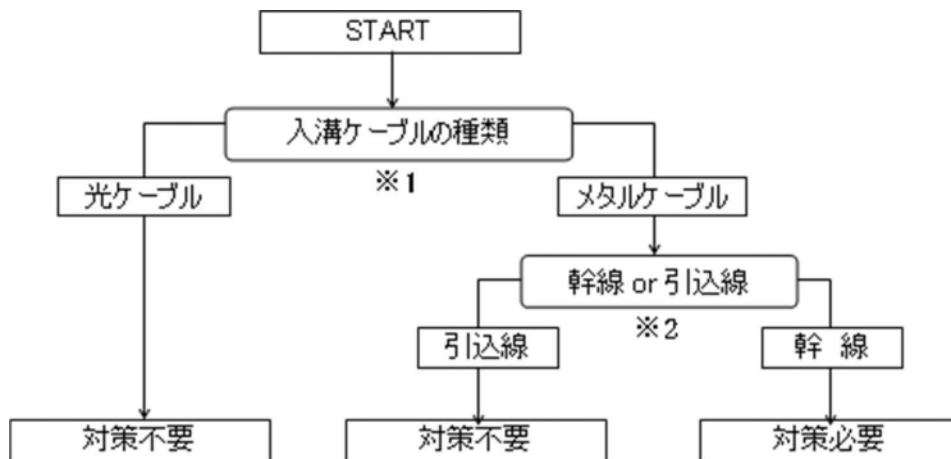 START
入溝ケーブルの種類
※1
光ケーブル
メタルケーブル
幹線 or 引込線
※2
引込線
幹 線
対策不要
対策不要
対策必要